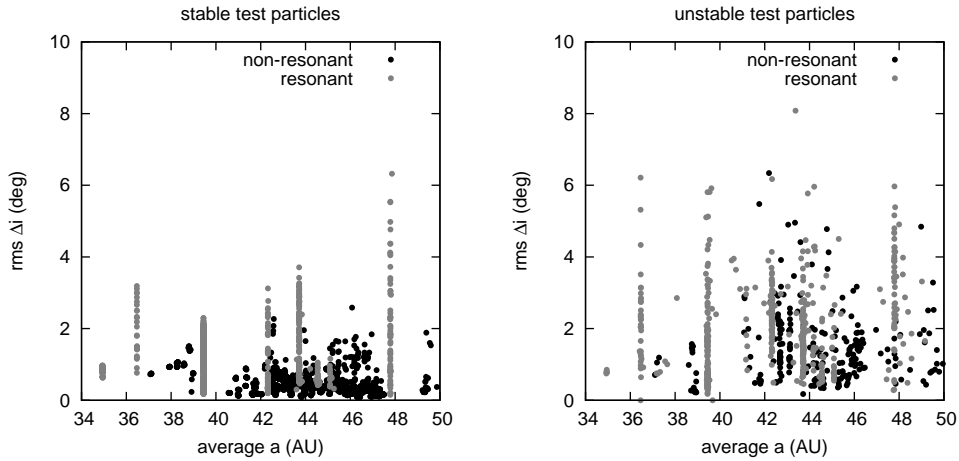 stable test particles
10
8
6
4
2
0
rms Δi (deg)
non-resonant
resonant
34 36 38 40 42 44 46 48 50
average a (AU)
unstable test particles
10
8
6
4
2
0
rms Δi (deg)
non-resonant
resonant
34 36 38 40 42 44 46 48 50
average a (AU)